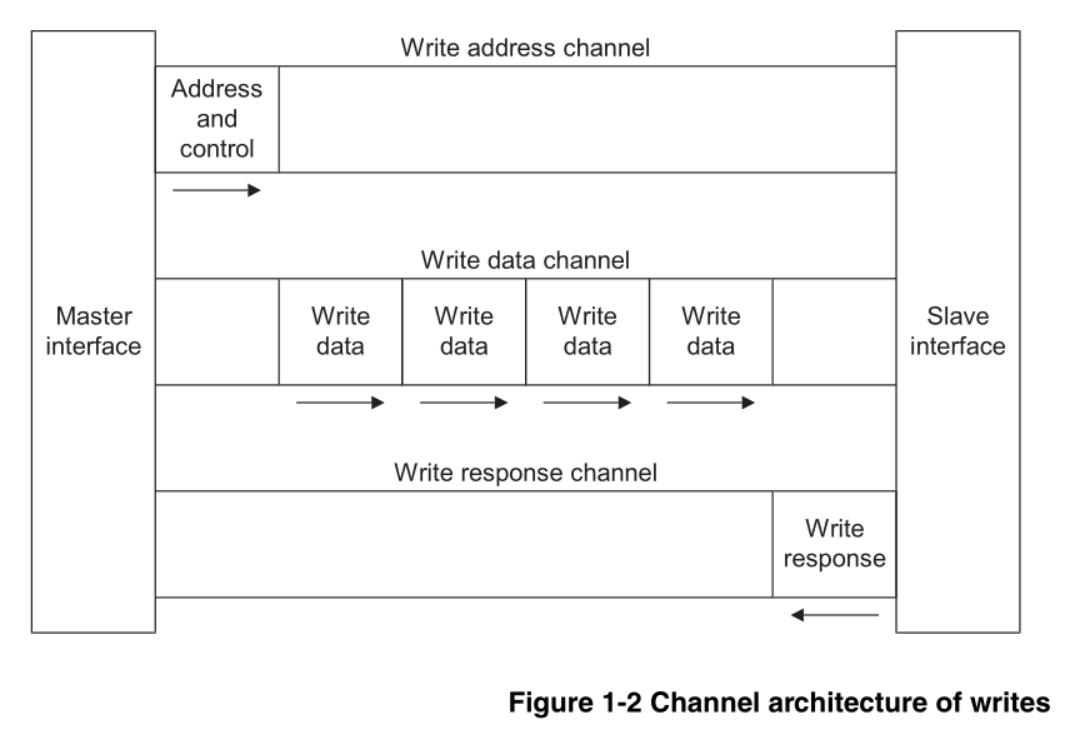 Write address channel
Address
and
control
Write data channel
Master
interface
Write
data
Write
data
Write
data
Write
data
Slave
interface
Write response channel
Write
response
Figure 1-2 Channel architecture of writes